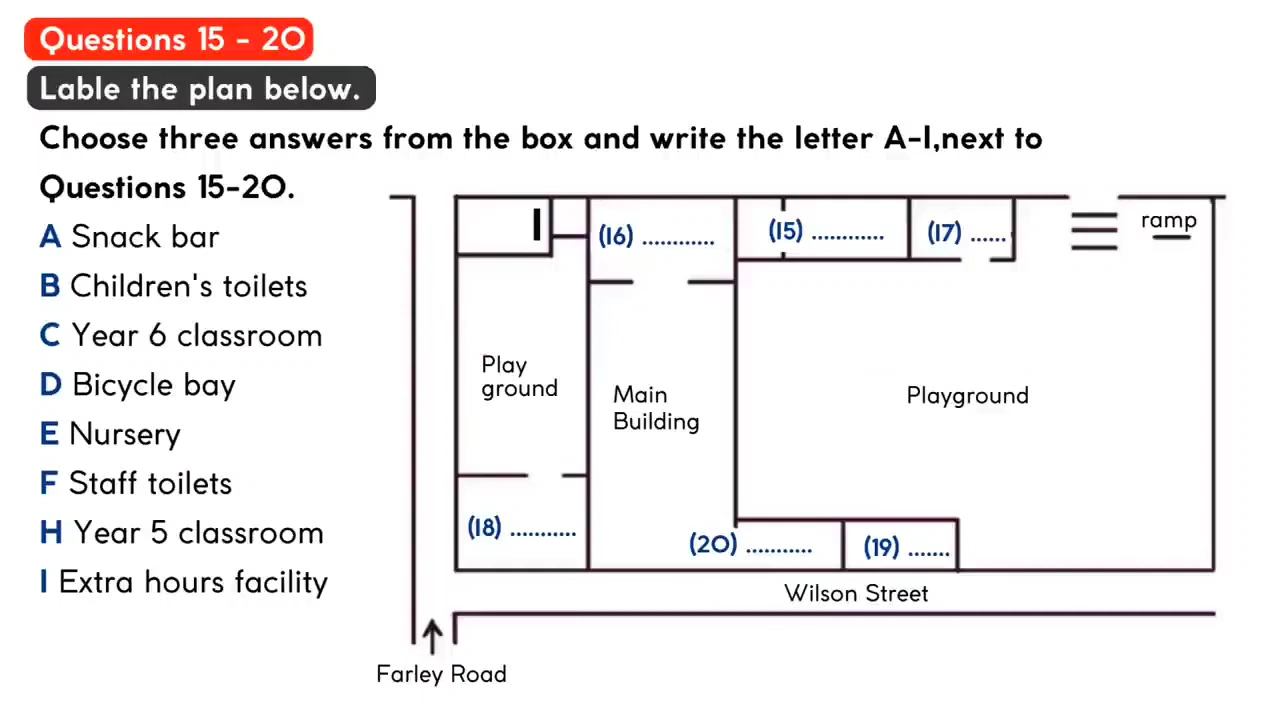 Questions 15 - 20
Lable the plan below.
Choose three answers from the box and write the letter A-I,next to
Questions 15-20.
A Snack bar
B Children's toilets
C Year 6 classroom
D Bicycle bay
E Nursery
F Staff toilets
H Year 5 classroom
I Extra hours facility
I
(16) ............
(15) ............
(17) ......
ramp
Play
ground
Main
Building
Playground
(18) ...........
(20) ...........
(19) .......
Wilson Street
Farley Road